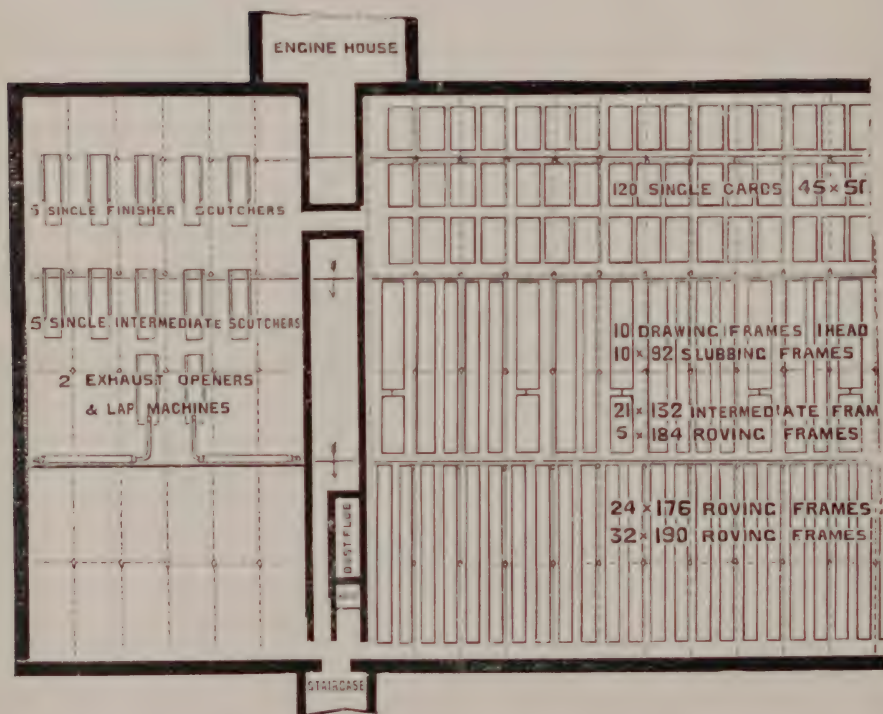 ENGINE HOUSE
5 SINGLE FINISHER SCUTCHERS
5 SINGLE INTERMEDIATE SCUTCHERS
2 EXHAUST OPENERS
& LAP MACHINES
DUST FLUE
STAIRCASE
120 SINGLE CARDS 45 ×
10 DRAWING FRAMES 1 HEAD
10 × 92 SLUBBING FRAMES
21 × 132 INTERMEDIATE FRAM
5 × 184 ROVING FRAMES
24 × 176 ROVING FRAMES
32 × 190 ROVING FRAMES